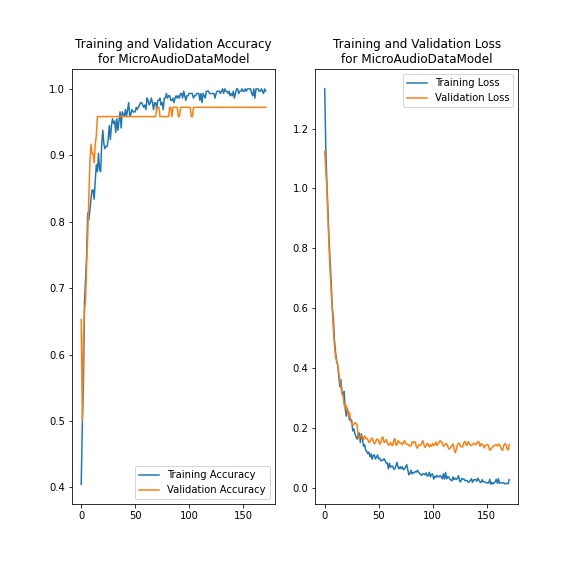 Training and Validation Accuracy
for MicroAudioDataModel
1.0
0.9
0.8
0.7
0.6
0.5
0.4
0
50
100
150
Training Accuracy
Validation Accuracy
Training and Validation Loss
for MicroAudioDataModel
Training Loss
Validation Loss
1.2
1.0
0.8
0.6
0.4
0.2
0.0
0
50
100
150